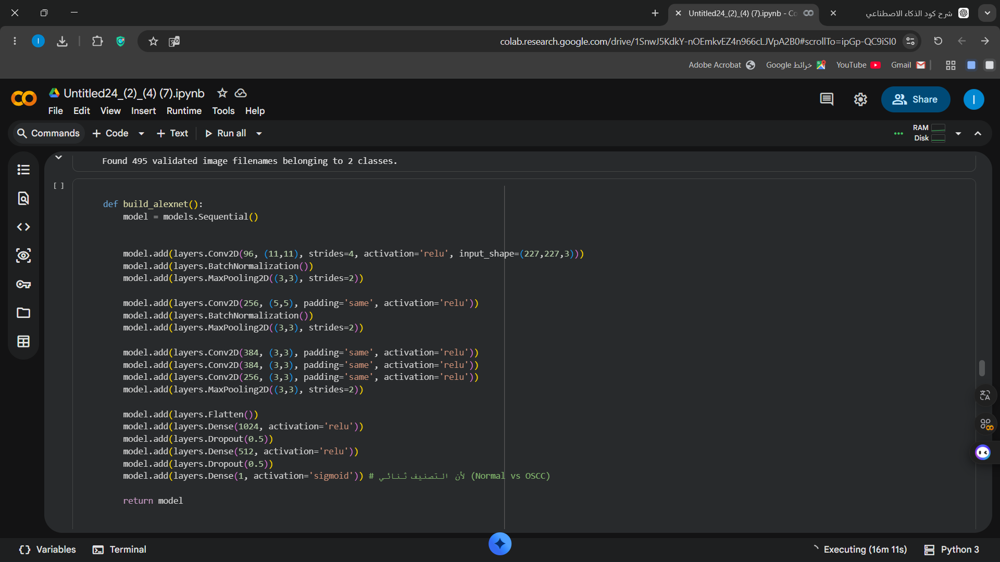 Untitled24_(2)_(4) (7).ipynb - Co
شرح كود الذكاء الاصطناعي
colab.research.google.com/drive/1SnwJ5KdkY-nOEmkvEZ4n966cLJVpA2B0#scrollTo=ipGp-QC9iSI0
Adobe Acrobat
خرائط Google
YouTube
Gmail
Untitled24_(2)_(4) (7).ipynb
File Edit View Insert Runtime Tools Help
Share
I
Commands + Code + Text Run all
RAM
Disk
Found 495 validated image filenames belonging to 2 classes.
[ ]
def build_alexnet():
model = models.Sequential()
model.add(layers.Conv2D(96, (11,11), strides=4, activation='relu', input_shape=(227,227,3)))
model.add(layers.BatchNormalization())
model.add(layers.MaxPooling2D((3,3), strides=2))
model.add(layers.Conv2D(256, (5,5), padding='same', activation='relu'))
model.add(layers.BatchNormalization())
model.add(layers.MaxPooling2D((3,3), strides=2))
model.add(layers.Conv2D(384, (3,3), padding='same', activation='relu'))
model.add(layers.Conv2D(384, (3,3), padding='same', activation='relu'))
model.add(layers.Conv2D(256, (3,3), padding='same', activation='relu'))
model.add(layers.MaxPooling2D((3,3), strides=2))
model.add(layers.Flatten())
model.add(layers.Dense(1024, activation='relu'))
model.add(layers.Dropout(0.5))
model.add(layers.Dense(512, activation='relu'))
model.add(layers.Dropout(0.5))
model.add(layers.Dense(1, activation='sigmoid')) # لأن التصنيف ثنائي (Normal vs OSCC)
return model
Variables Terminal
Executing (16m 11s) Python 3